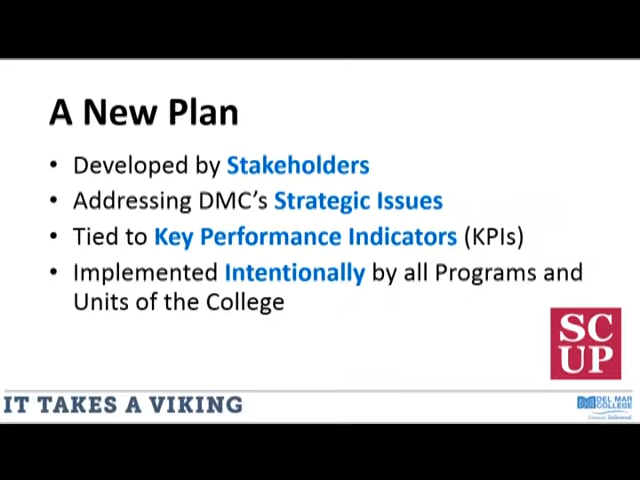 A New Plan
• Developed by Stakeholders
• Addressing DMC's Strategic Issues
• Tied to Key Performance Indicators (KPIs)
• Implemented Intentionally by all Programs and
Units of the College
SC
UP
IT TAKES A VIKING
DEL MAR
COLLEGE